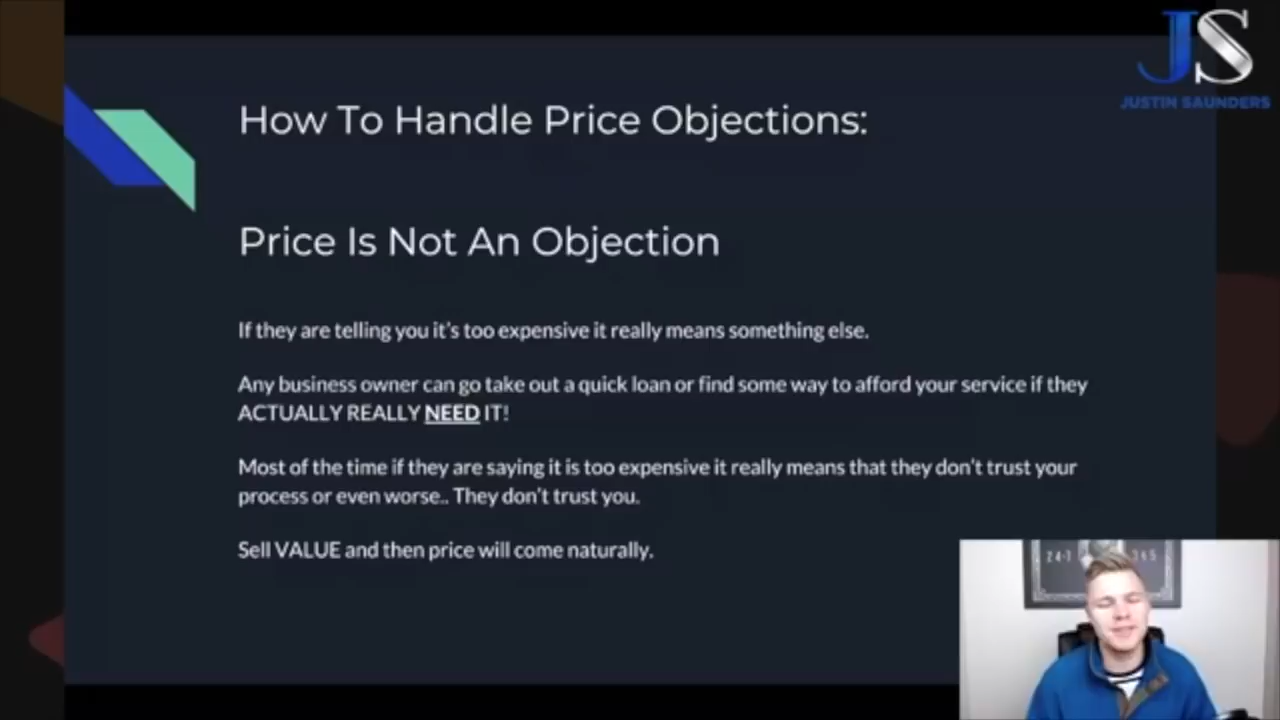 JS
JUSTIN SAUNDERS
How To Handle Price Objections:
Price Is Not An Objection
If they are telling you it's too expensive it really means something else.
Any business owner can go take out a quick loan or find some way to afford your service if they
ACTUALLY REALLY NEED IT!
Most of the time if they are saying it is too expensive it really means that they don't trust your
process or even worse.. They don't trust you.
Sell VALUE and then price will come naturally.
24-7 365